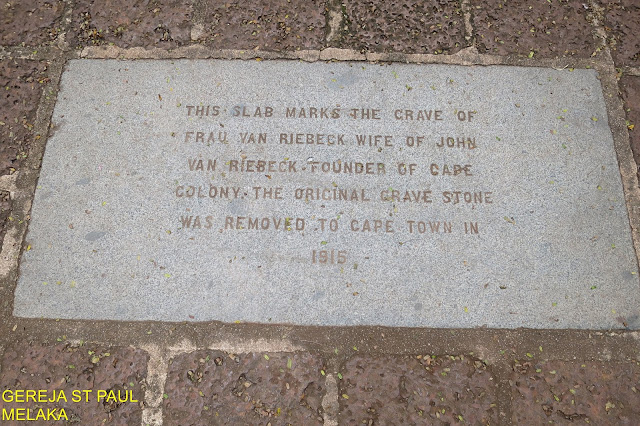 THIS SLAB MARKS THE GRAVE OF
FRAU VAN RIEBECK WIFE OF JOHN
VAN RIEBECK. FOUNDER OF CAPE
COLONY. THE ORIGINAL GRAVE STONE
WAS REMOVED TO CAPE TOWN IN
1915
GEREJA ST PAUL
MELAKA